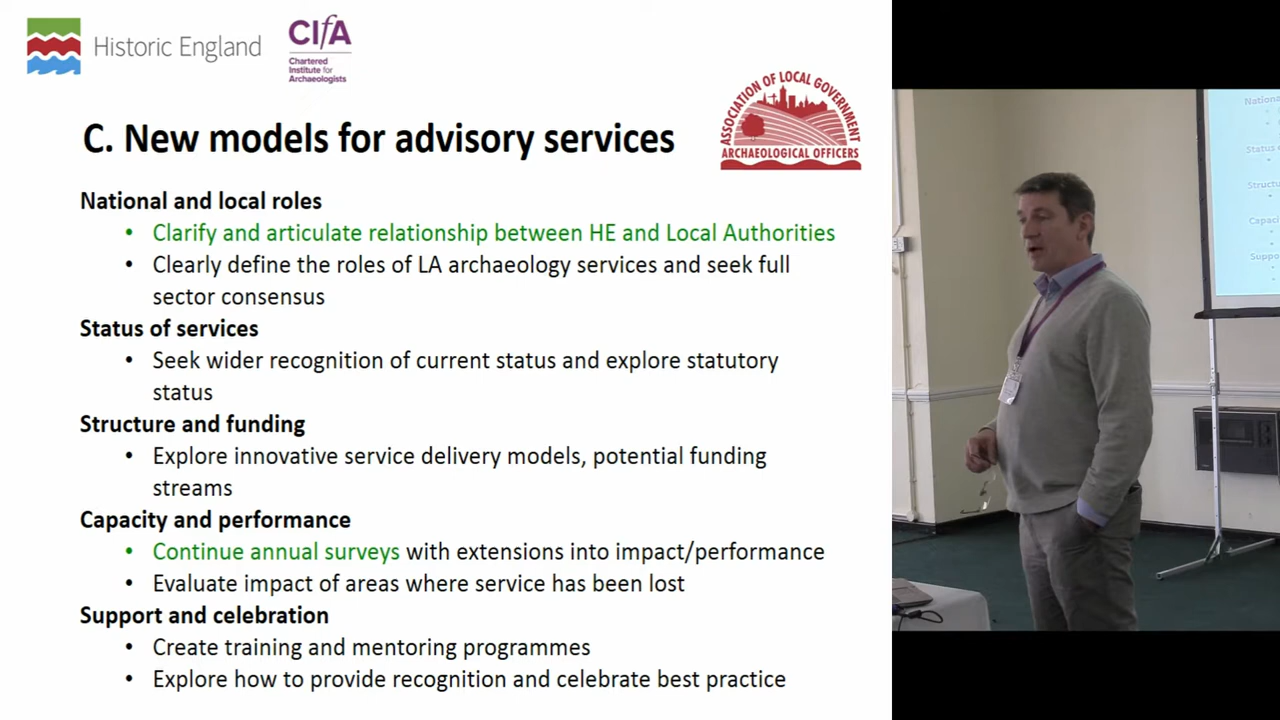 Historic England
CIfA
Chartered
Institute for
Archaeologists
ASSOCIATION OF LOCAL GOVERNMENT
ARCHAEOLOGICAL OFFICERS
C. New models for advisory services
National and local roles
• Clarify and articulate relationship between HE and Local Authorities
• Clearly define the roles of LA archaeology services and seek full
sector consensus
Status of services
• Seek wider recognition of current status and explore statutory
status
Structure and funding
• Explore innovative service delivery models, potential funding
streams
Capacity and performance
• Continue annual surveys with extensions into impact/performance
• Evaluate impact of areas where service has been lost
Support and celebration
• Create training and mentoring programmes
• Explore how to provide recognition and celebrate best practice
National
Status
Structu
Capaci
Suppo